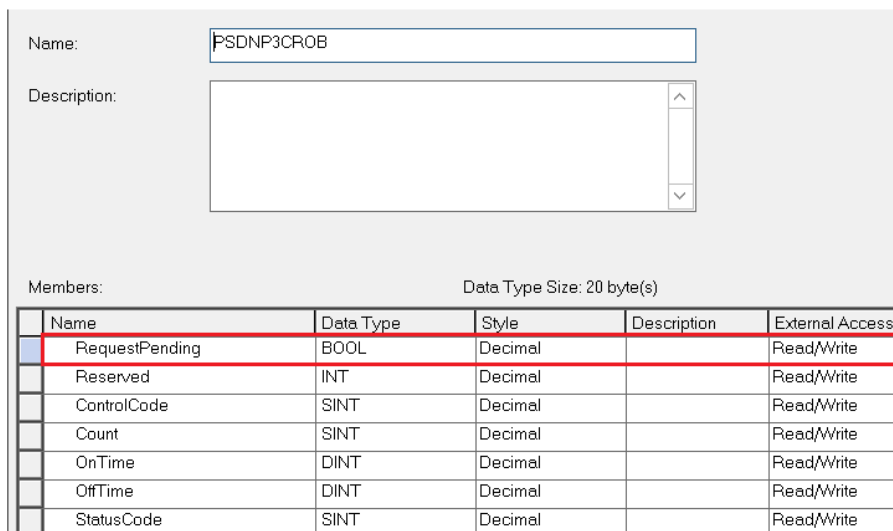 Name: PSDNP3CROB
Description:
Members: Data Type Size: 20 byte(s)
Name Data Type Style Description External Access
RequestPending BOOL Decimal Read/Write
Reserved INT Decimal Read/Write
ControlCode SINT Decimal Read/Write
Count SINT Decimal Read/Write
OnTime DINT Decimal Read/Write
OffTime DINT Decimal Read/Write
StatusCode SINT Decimal Read/Write